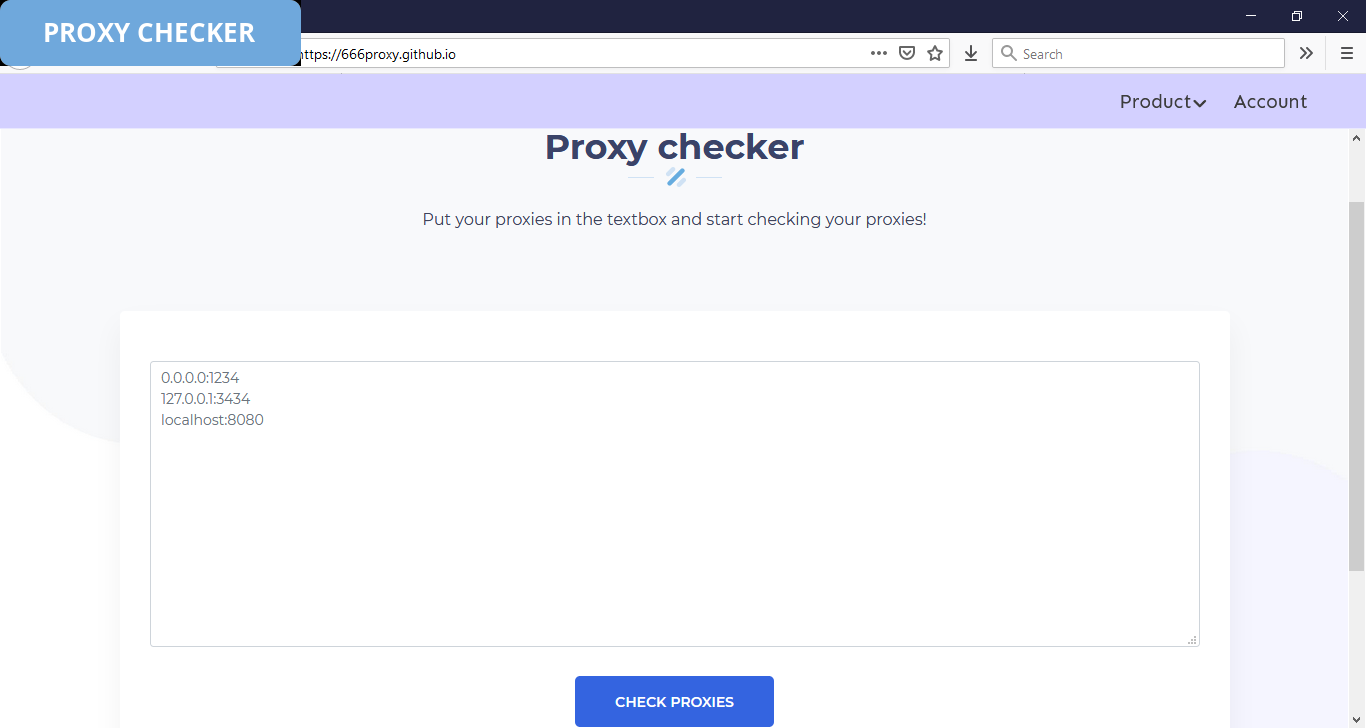 PROXY CHECKER
https://666proxy.github.io
Search
Product
Account
Proxy checker
Put your proxies in the textbox and start checking your proxies!
0.0.0.0:1234
127.0.0.1:3434
localhost:8080
CHECK PROXIES